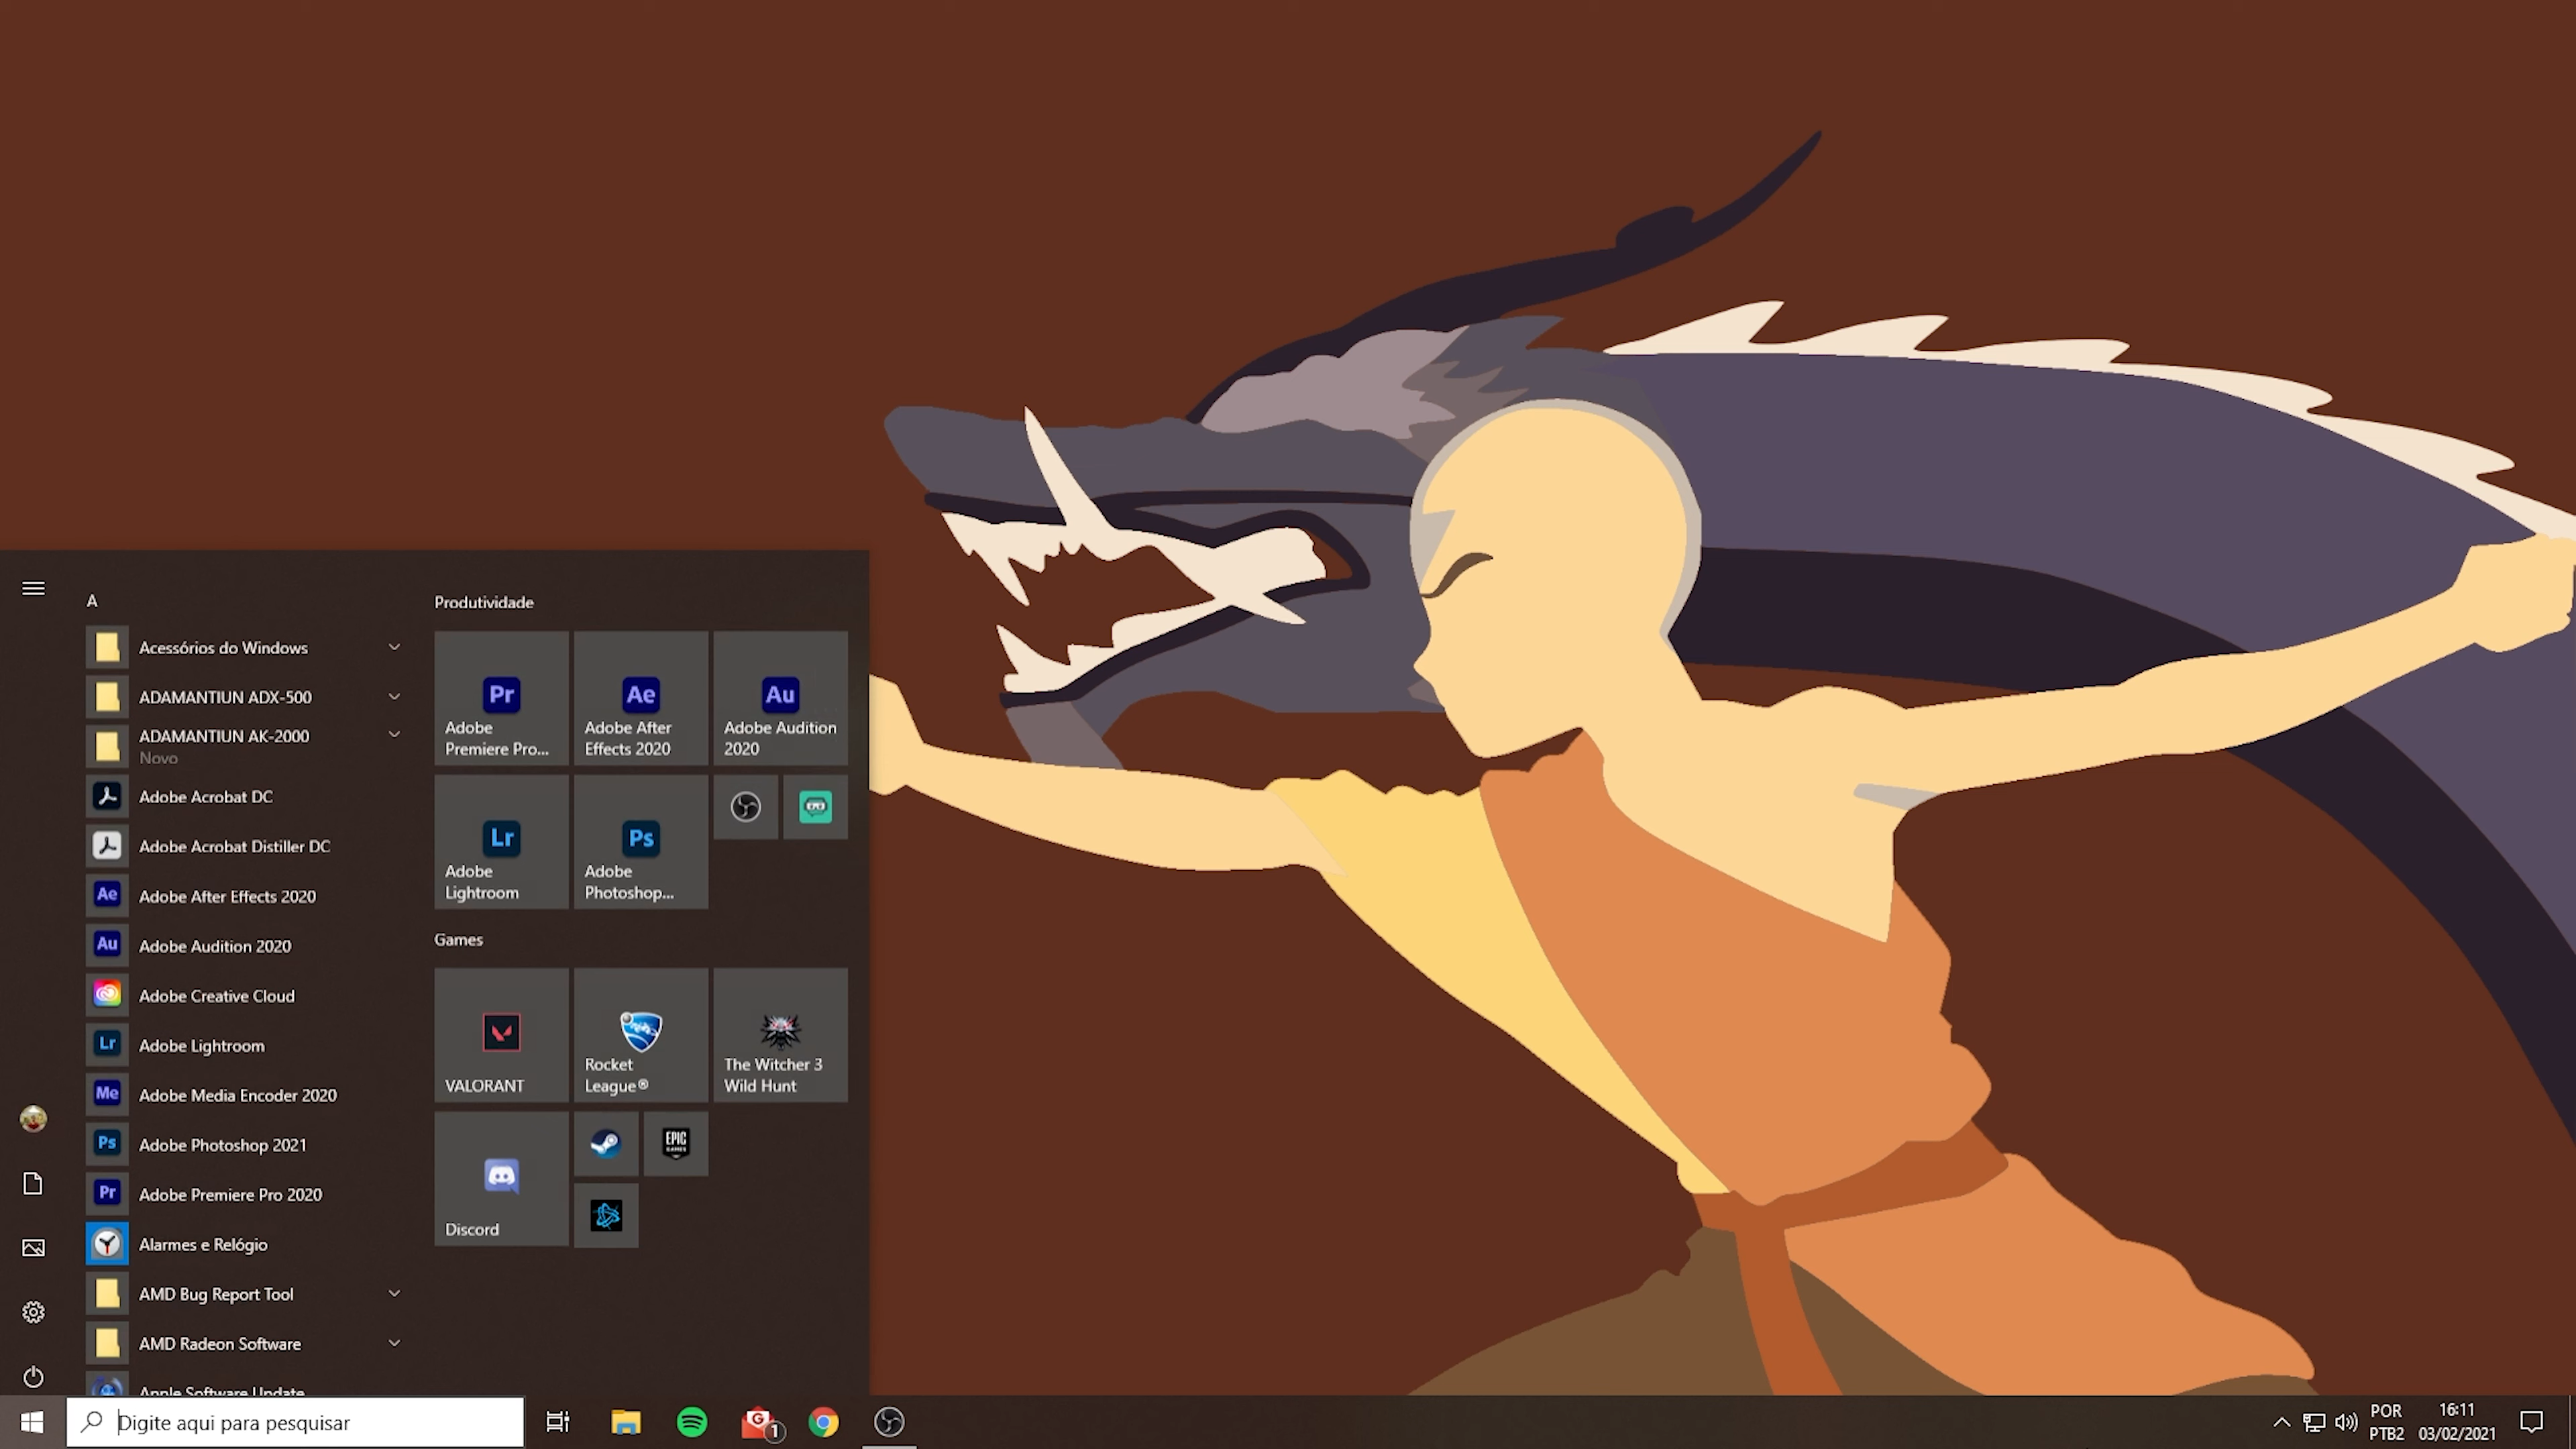 A
Acessórios do Windows
ADAMANTIUN ADX-500
ADAMANTIUN AK-2000
Novo
Adobe Acrobat DC
Adobe Acrobat Distiller DC
Ae
Adobe After Effects 2020
Au
Adobe Audition 2020
Adobe Creative Cloud
Lr
Adobe Lightroom
Me
Adobe Media Encoder 2020
Ps
Adobe Photoshop 2021
Pr
Adobe Premiere Pro 2020
Alarmes e Relógio
AMD Bug Report Tool
AMD Radeon Software
Apple Software Update
Produtividade
Pr
Adobe
Premiere Pro...
Ae
Adobe After
Effects 2020
Au
Adobe Audition
2020
Lr
Adobe
Lightroom
Ps
Adobe
Photoshop...
Games
VALORANT
Rocket
League®
The Witcher 3
Wild Hunt
Discord
EPIC
GAMES
Digite aqui para pesquisar
G
1
POR
PTB2
16:11
03/02/2021